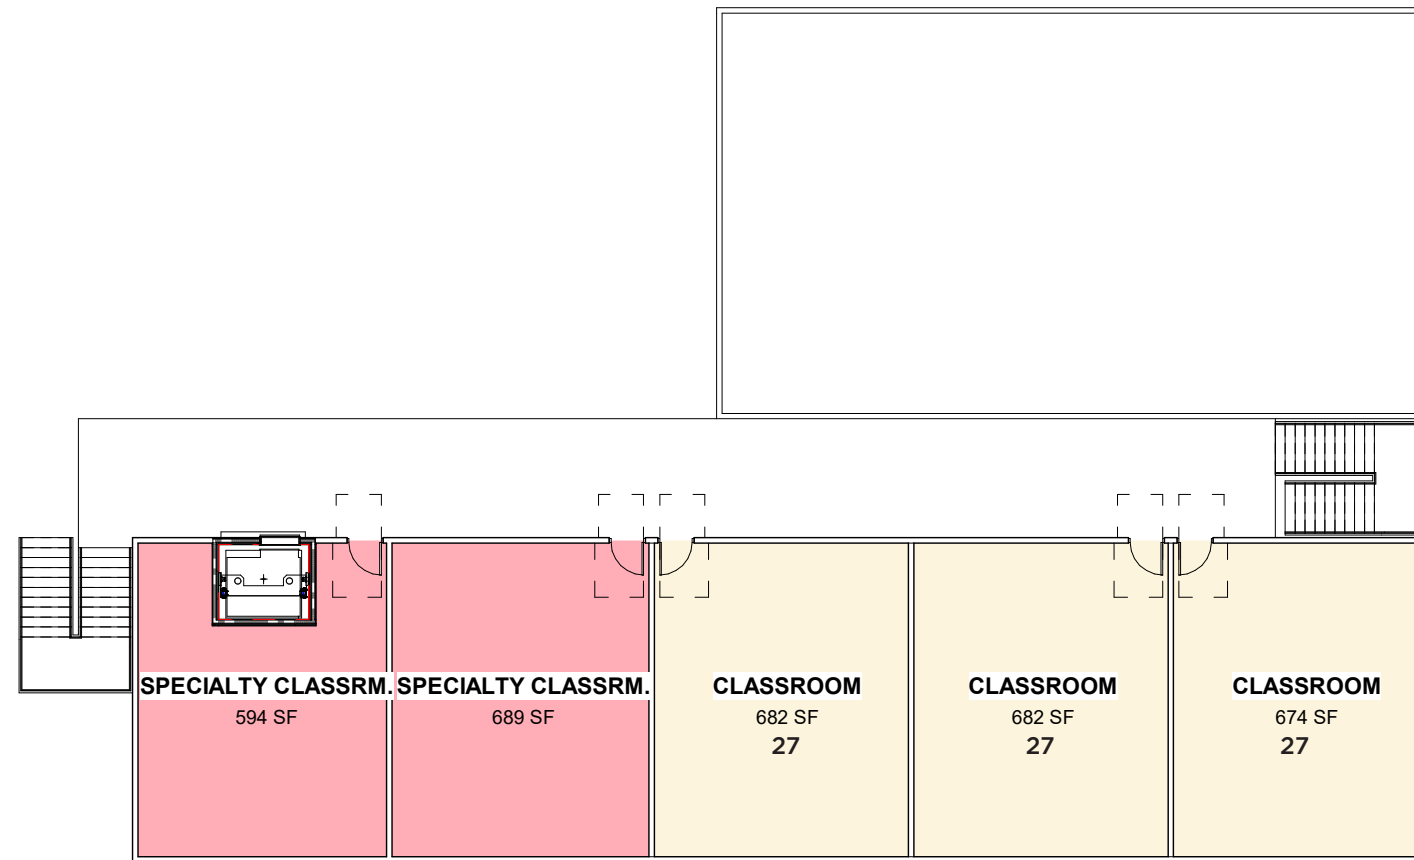 SPECIALTY CLASSRM.
594 SF
SPECIALTY CLASSRM.
689 SF
CLASSROOM
682 SF
27
CLASSROOM
682 SF
27
CLASSROOM
674 SF
27